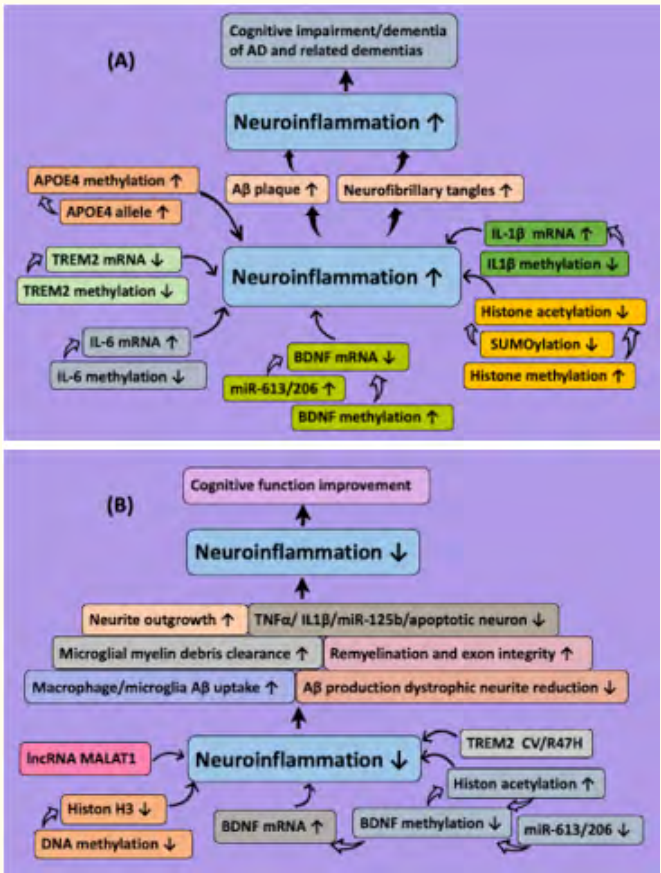 (A)
Cognitive impairment/dementia
of AD and related dementias
Neuroinflammation ↑
Aβ plaque ↑
Neurofibrillary tangles ↑
APOE4 methylation ↑
APOE4 allele ↑
TREM2 mRNA ↓
TREM2 methylation ↓
IL-6 mRNA ↑
IL-6 methylation ↓
Neuroinflammation ↑
BDNF mRNA ↓
miR-613/206 ↑
BDNF methylation ↑
IL-1β mRNA ↑
IL1β methylation ↓
Histone acetylation ↓
SUMOylation ↓
Histone methylation ↑
(B)
Cognitive function improvement
Neuroinflammation ↓
Neurite outgrowth ↑ TNFα/ IL1β/miR-125b/apoptotic neuron ↓
Microglial myelin debris clearance ↑ Remyelination and exon integrity ↑
Macrophage/microglia Aβ uptake ↑ Aβ production dystrophic neurite reduction ↓
lncRNA MALAT1
Neuroinflammation ↓
TREM2 CV/R47H
Histon acetylation ↑
Histon H3 ↓
DNA methylation ↓
BDNF mRNA ↑
BDNF methylation ↓
miR-613/206 ↓